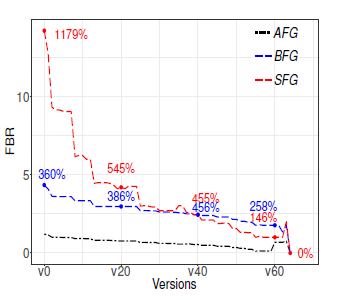 1179%
AFG
BFG
SFG
FBR
10
5
0
360%
545%
386%
455%
456%
258%
146%
0%
v0
v20
v40
v60
Versions